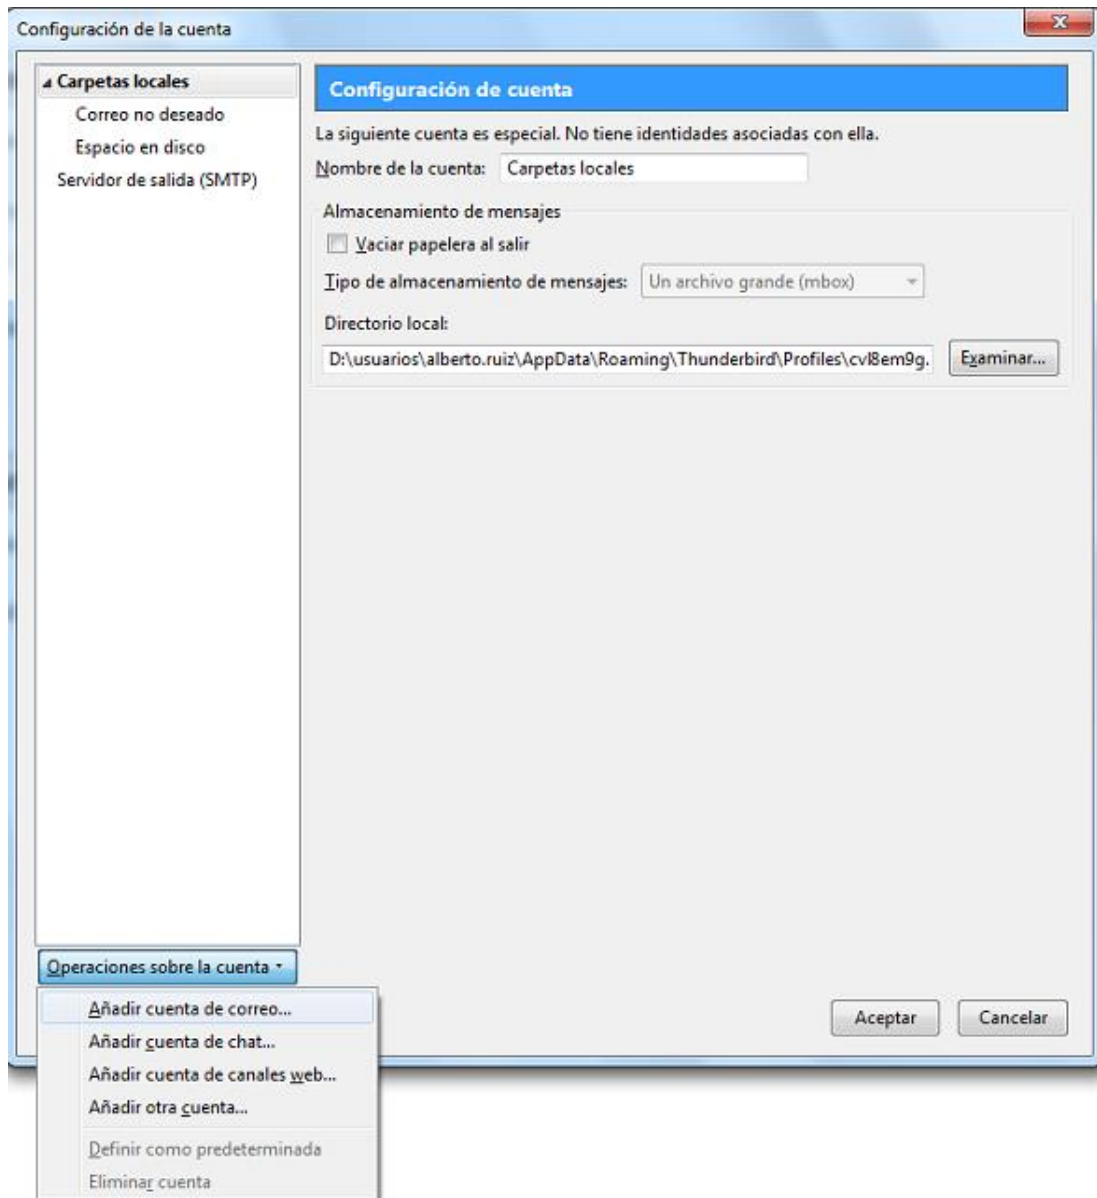 Configuración de la cuenta
Carpetas locales
Correo no deseado
Espacio en disco
Servidor de salida (SMTP)
Configuración de cuenta
La siguiente cuenta es especial. No tiene identidades asociadas con ella.
Nombre de la cuenta: Carpetas locales
Almacenamiento de mensajes
Vaciar papelera al salir
Tipo de almacenamiento de mensajes: Un archivo grande (mbox)
Directorio local:
D:\usuarios\alberto.ruiz\AppData\Roaming\Thunderbird\Profiles\cvl8em9g. Examinar...
Operaciones sobre la cuenta
Añadir cuenta de correo...
Añadir cuenta de chat...
Añadir cuenta de canales web...
Añadir otra cuenta...
Definir como predeterminada
Eliminar cuenta
Aceptar Cancelar